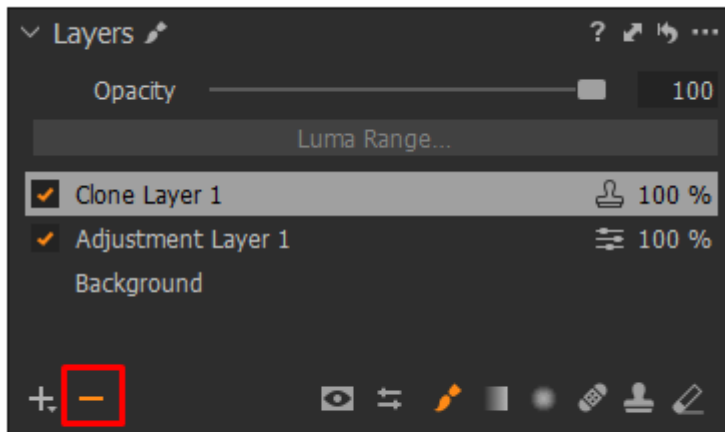 Layers ? ...
Opacity 100
Luma Range...
Clone Layer 1 100 %
Adjustment Layer 1 100 %
Background